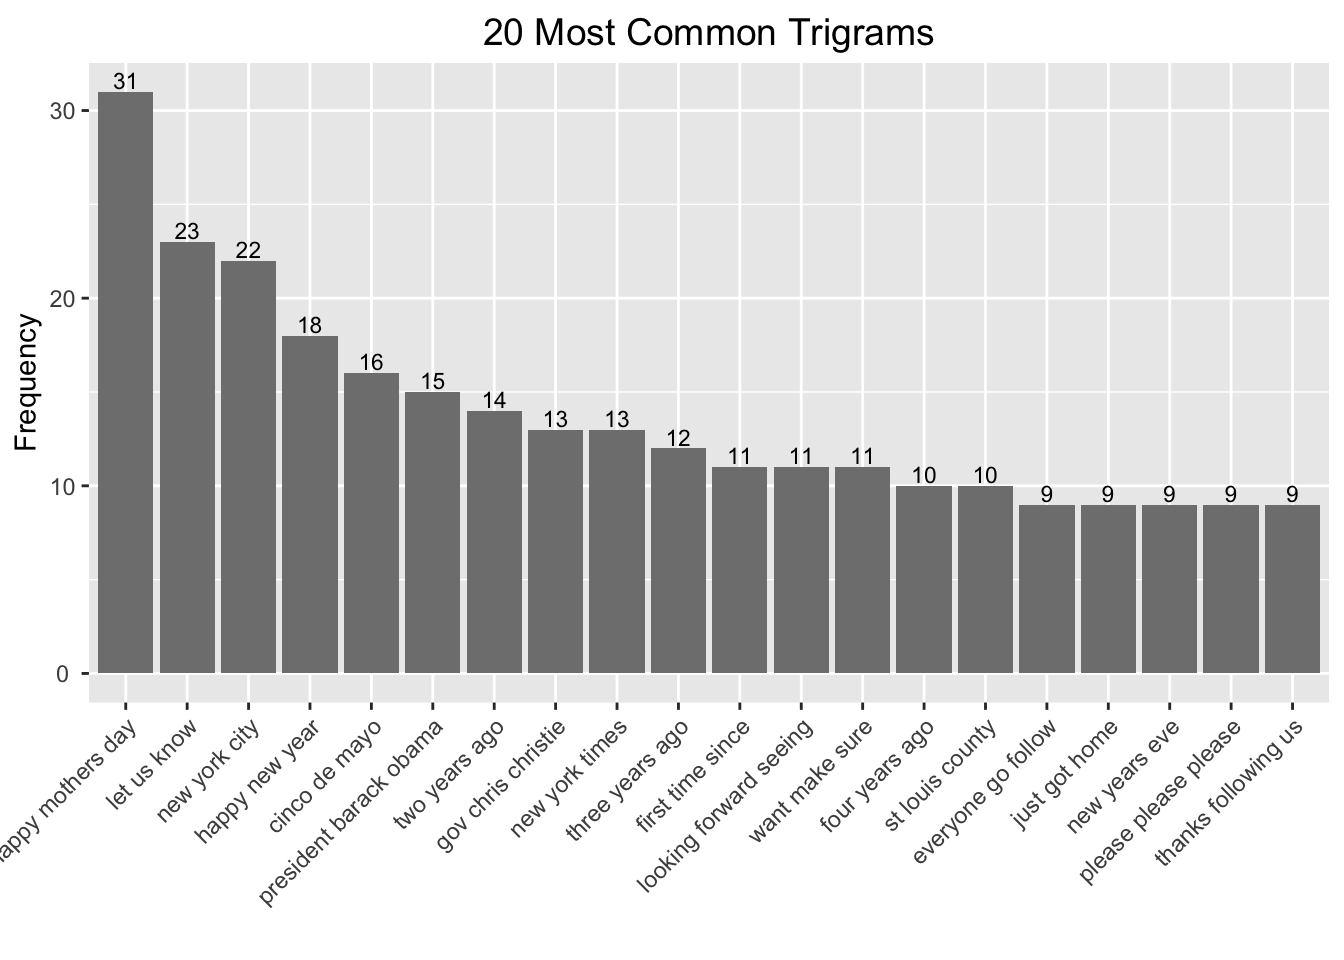 20 Most Common Trigrams
Frequency
30
20
10
0
31
23
22
18
16
15
14
13
13
12
11
11
11
10
10
9
9
9
9
9
appy mothers day
let us know
new york city
happy new year
cinco de mayo
president barack obama
two years ago
gov chris christie
new york times
three years ago
first time since
looking forward seeing
want make sure
four years ago
st louis county
everyone go follow
just got home
new years eve
please please please
thanks following us